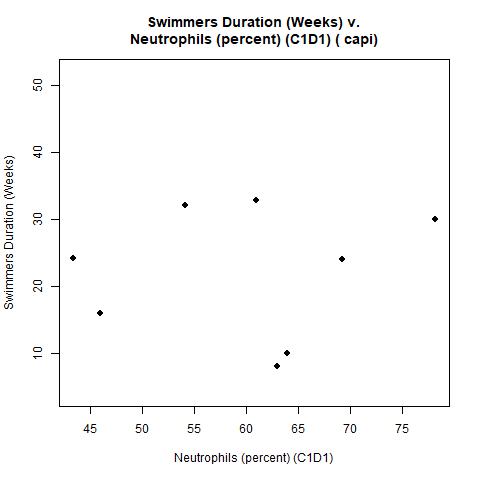 Swimmers Duration (Weeks) v.
Neutrophils (percent) (C1D1) ( capi)
Swimmers Duration (Weeks)
50
40
30
20
10
45 50 55 60 65 70 75
Neutrophils (percent) (C1D1)